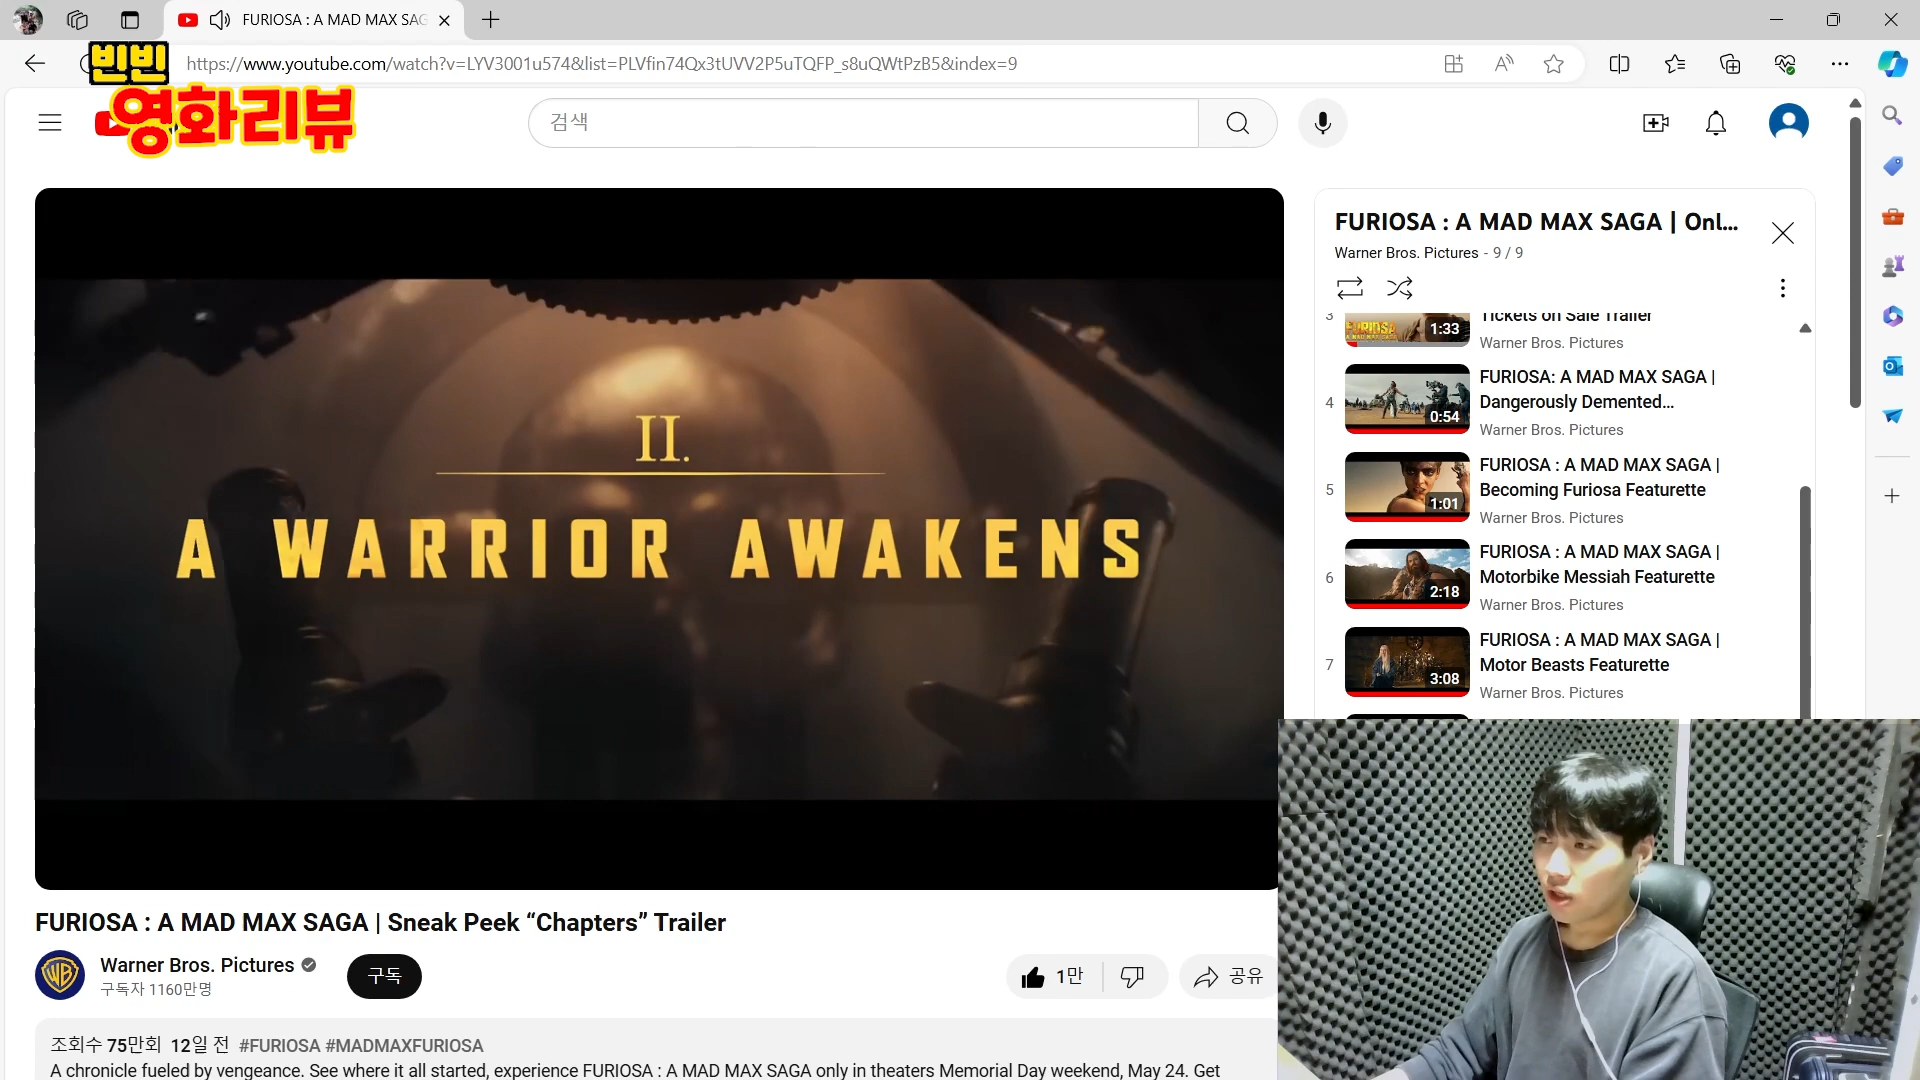 FURIOSA : A MAD MAX SAG
https://www.youtube.com/watch?v=LYV3001u574&list=PLVfin74Qx3tUVV2P5uTQFP_s8uQWtPzB5&index=9
빈빈
영화리뷰
검색
II.
A WARRIOR AWAKENS
FURIOSA : A MAD MAX SAGA | Onl...
Warner Bros. Pictures - 9 / 9
3
1:33
Tickets on Sale Trailer
Warner Bros. Pictures
4
0:54
FURIOSA: A MAD MAX SAGA |
Dangerously Demented...
Warner Bros. Pictures
5
1:01
FURIOSA : A MAD MAX SAGA |
Becoming Furiosa Featurette
Warner Bros. Pictures
6
2:18
FURIOSA : A MAD MAX SAGA |
Motorbike Messiah Featurette
Warner Bros. Pictures
7
3:08
FURIOSA : A MAD MAX SAGA |
Motor Beasts Featurette
Warner Bros. Pictures
FURIOSA : A MAD MAX SAGA | Sneak Peek “Chapters” Trailer
Warner Bros. Pictures
구독자 1160만명
구독
1만
공유
조회수 75만회 12일 전 #FURIOSA #MADMAXFURIOSA
A chronicle fueled by vengeance. See where it all started, experience FURIOSA : A MAD MAX SAGA only in theaters Memorial Day weekend, May 24. Get